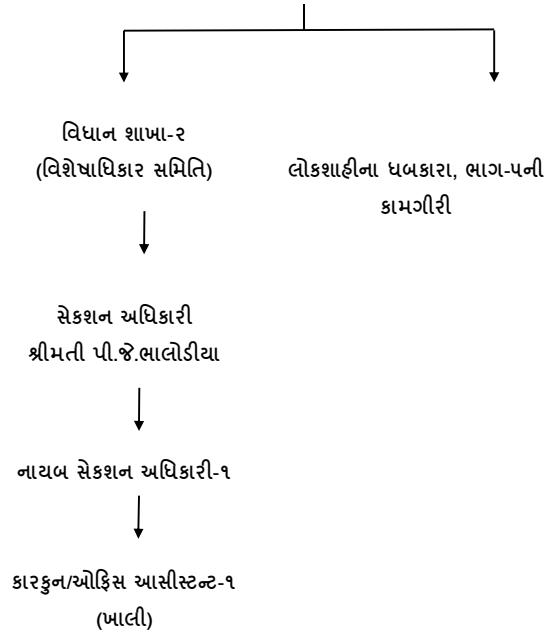 વિધાન શાખા-૨
(વિશેષાધિકાર સમિતિ)
લોકશાહીના ધબકારા, ભાગ-૫ની
કામગીરી
સેકશન અધિકારી
શ્રીમતી પી.જે.ભાલોડીયા
નાયબ સેકશન અધિકારી-૧
કારકુન/ઓફિસ આસીસ્ટન્ટ-૧
(ખાલી)